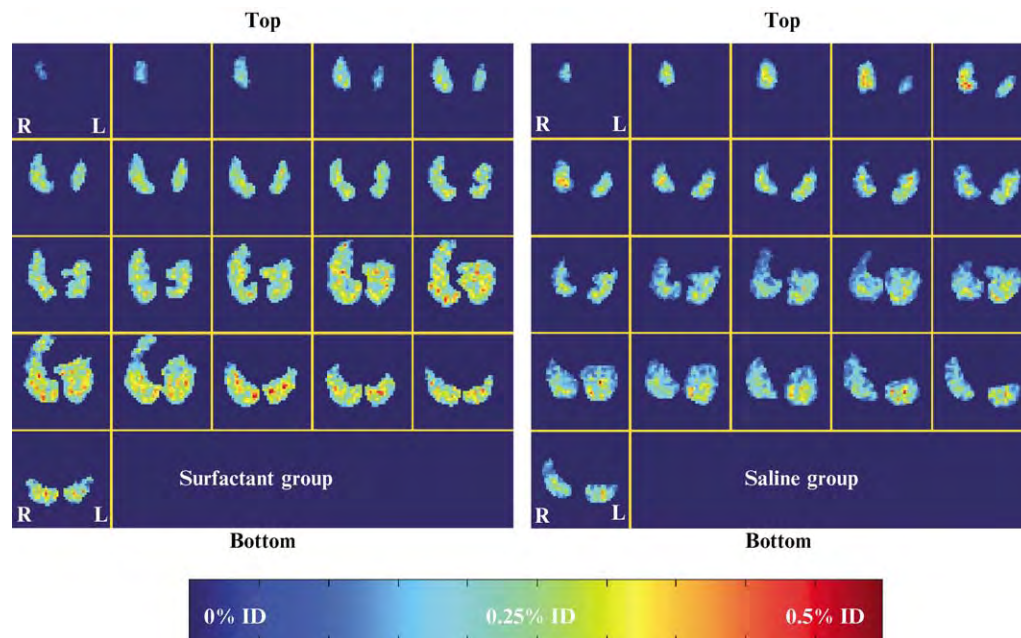 Top
Top
R L
R L
Surfactant group
Saline group
R L
R L
Bottom
Bottom
0% ID 0.25% ID 0.5% ID